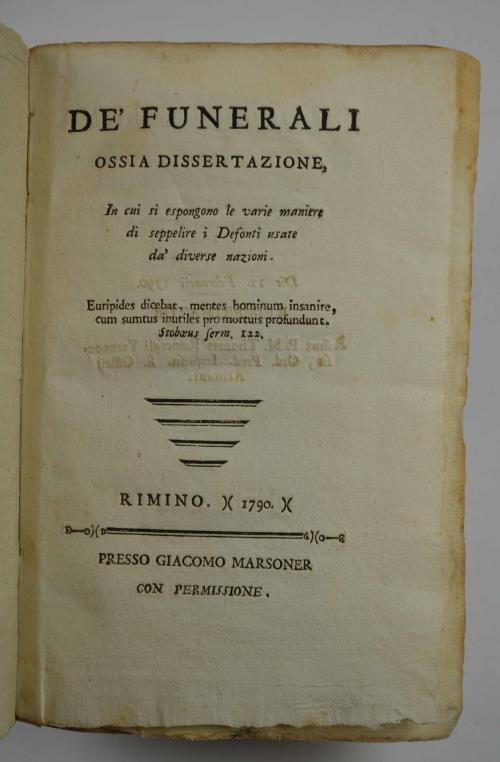 DE' FUNERALI
OSSIA DISSERTAZIONE,
In cui si espongono le varie maniere
di seppelire i Defonti usate
da' diverse nazioni.
Euripides dicebat, mentes hominum insanire,
cum sumtus inutiles pro mortuis profundunt.
Stobæus serm. 122.
RIMINO. )( 1790. )(
PRESSO GIACOMO MARSONER
CON PERMISSIONE.